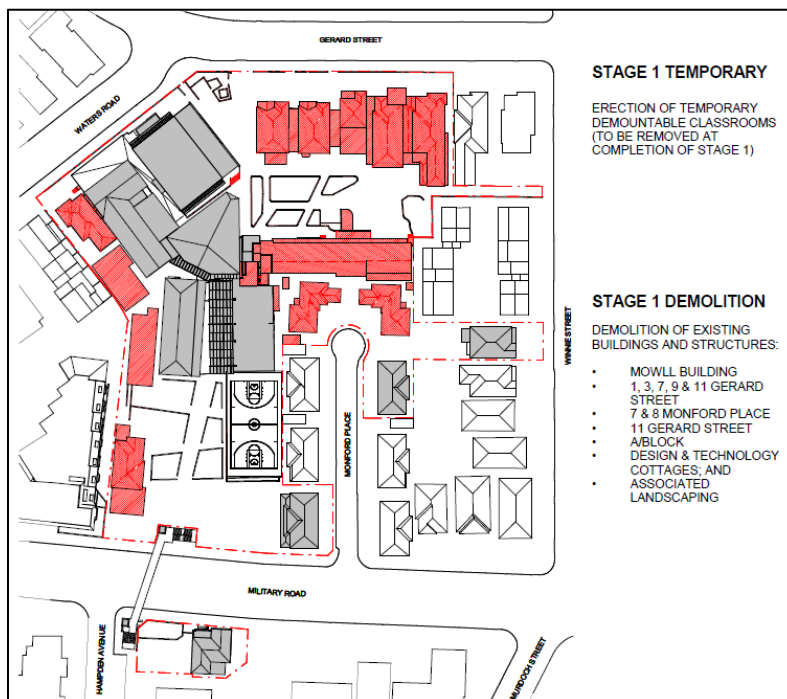 GERARD STREET
WATERS ROAD
WINNIE STREET
MONFORD PLACE
MILITARY ROAD
HAMPDEN AVENUE
MURDOCH STREET
STAGE 1 TEMPORARY
ERECTION OF TEMPORARY
DEMOUNTABLE CLASSROOMS
(TO BE REMOVED AT
COMPLETION OF STAGE 1)
STAGE 1 DEMOLITION
DEMOLITION OF EXISTING
BUILDINGS AND STRUCTURES:
• MOWLL BUILDING
• 1, 3, 7, 9 & 11 GERARD
STREET
• 7 & 8 MONFORD PLACE
• 11 GERARD STREET
• A/BLOCK
• DESIGN & TECHNOLOGY
COTTAGES; AND
• ASSOCIATED
LANDSCAPING